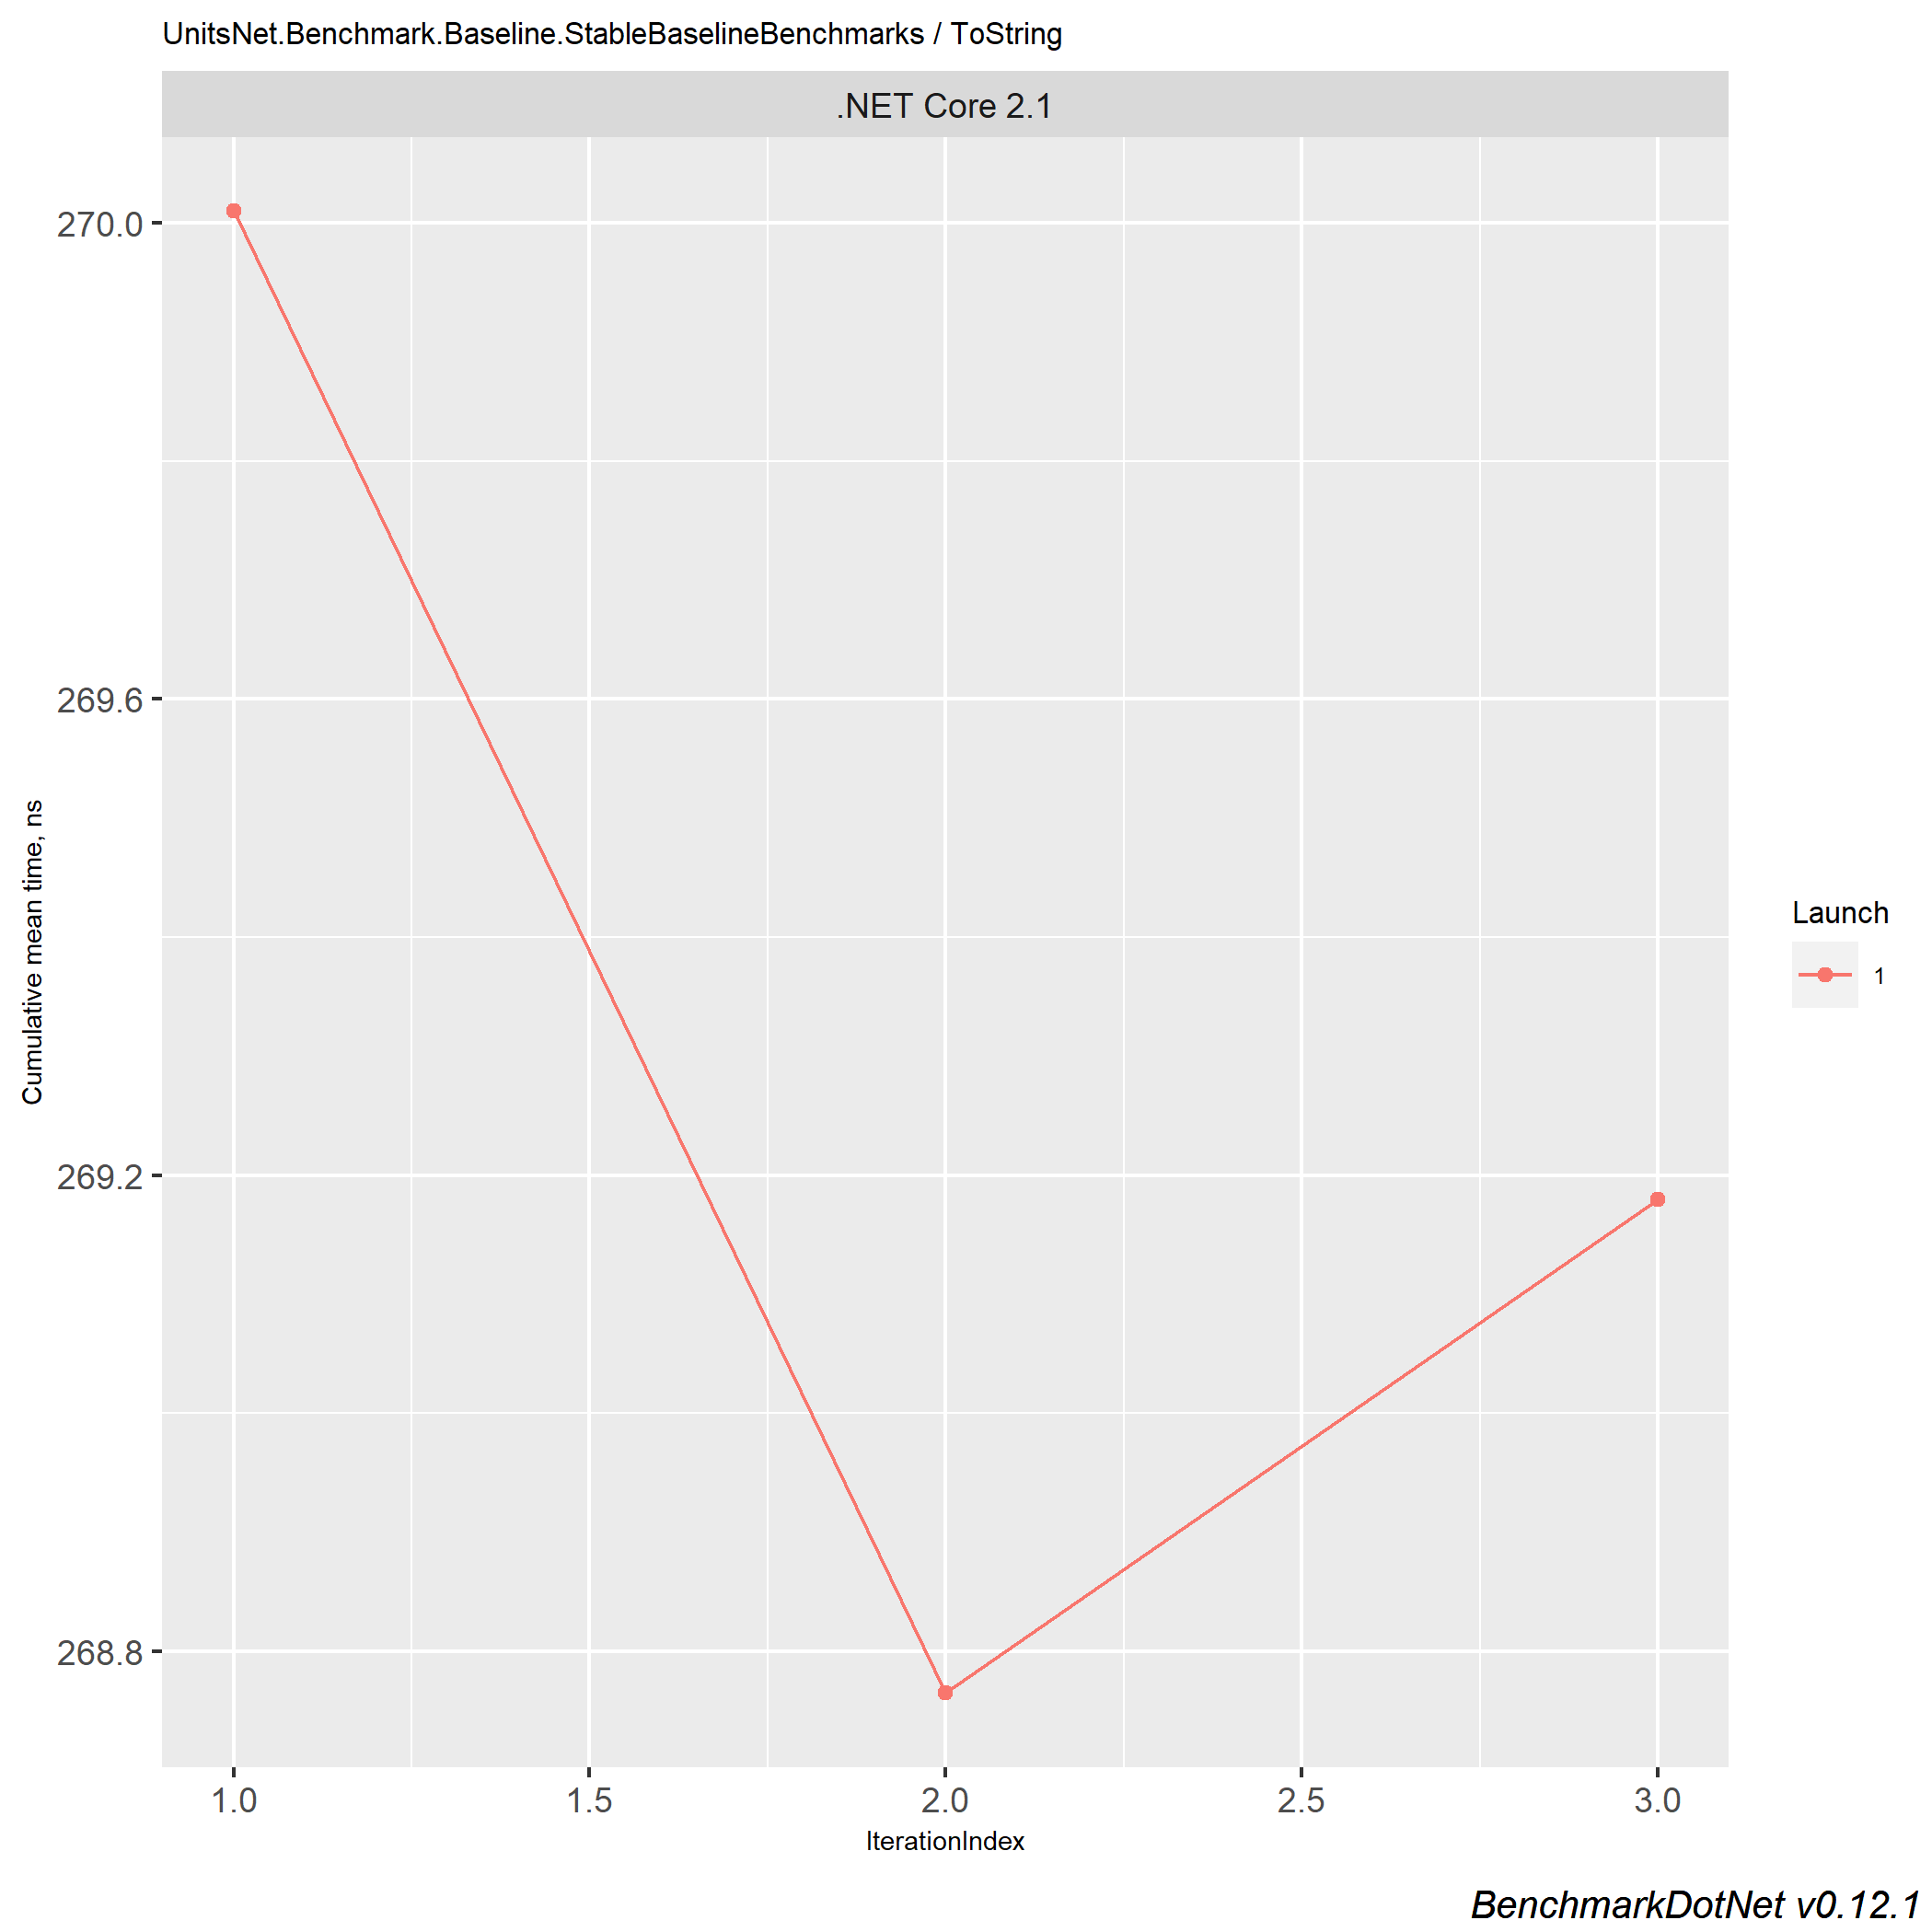 UnitsNet.Benchmark.Baseline.StableBaselineBenchmarks / ToString
.NET Core 2.1
270.0
269.6
269.2
268.8
Cumulative mean time, ns
1.0 1.5 2.0 2.5 3.0
IterationIndex
Launch
1
BenchmarkDotNet v0.12.1